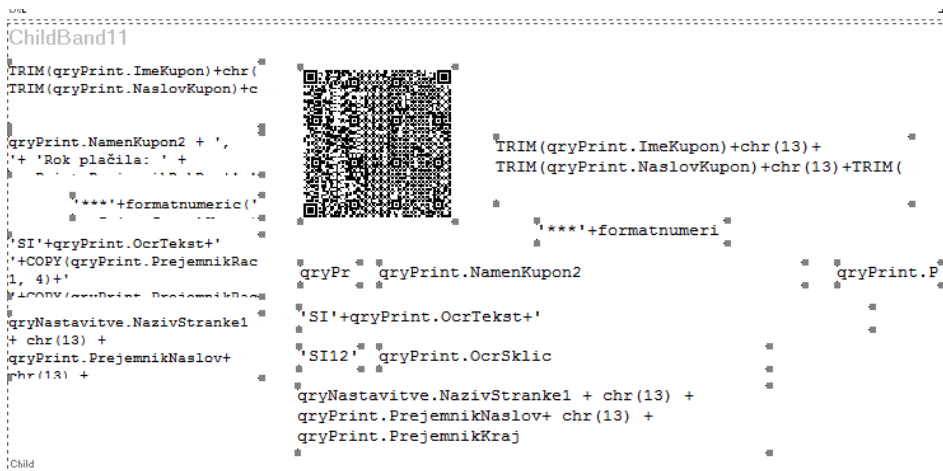 ChildBand11
TRIM(qryPrint.ImeKupon)+chr(
TRIM(qryPrint.NaslovKupon)+c
qryPrint.NamenKupon2 + ',
'+ 'Rok plačila: ' +
'***'+formatnumeric('
'SI'+qryPrint.OcrTekst+'
'+COPY(qryPrint.PrejemnikRac
1, 4)+'
'+COPY(qryPrint.PrejemnikRac
qryNastavitve.NazivStranke1
+ chr(13) +
qryPrint.PrejemnikNaslov+
chr(13) +
TRIM(qryPrint.ImeKupon)+chr(13)+
TRIM(qryPrint.NaslovKupon)+chr(13)+TRIM(
'***'+formatnumeri
qryPr qryPrint.NamenKupon2 qryPrint.P
'SI'+qryPrint.OcrTekst+'
'SI12' qryPrint.OcrSklic
qryNastavitve.NazivStranke1 + chr(13) +
qryPrint.PrejemnikNaslov+ chr(13) +
qryPrint.PrejemnikKraj
Child